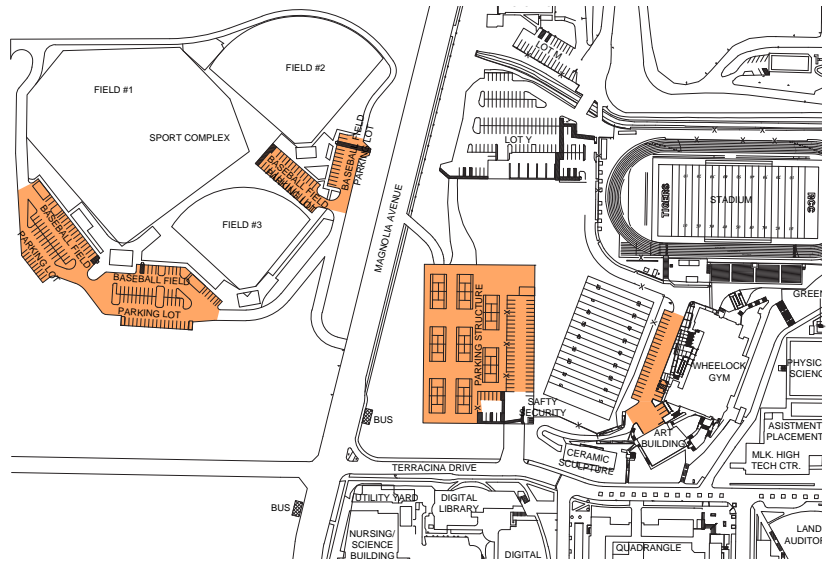 LOT M
FIELD #2
FIELD #1
SPORT COMPLEX
BASEBALL FIELD
PARKING LOT
BASEBALL FIELD
PARKING LOT
LOT Y
MAGNOLIA AVENUE
TIGERS
STADIUM
RCC
FIELD #3
BASEBALL FIELD
PARKING LOT
BASEBALL FIELD
PARKING LOT
PARKING STRUCTURE
GREEN
WHEELOCK
GYM
PHYSIC
SCIENC
SAFTY
SECURITY
BUS
ART
BUILDING
ASISTMENT
PLACEMENT
CERAMIC
SCULPTURE
MLK. HIGH
TECH CTR.
TERRACINA DRIVE
UTILITY YARD
DIGITAL
LIBRARY
BUS
NURSING/
SCIENCE
BUILDING
DIGITAL
QUADRANGLE
LAND
AUDITOR